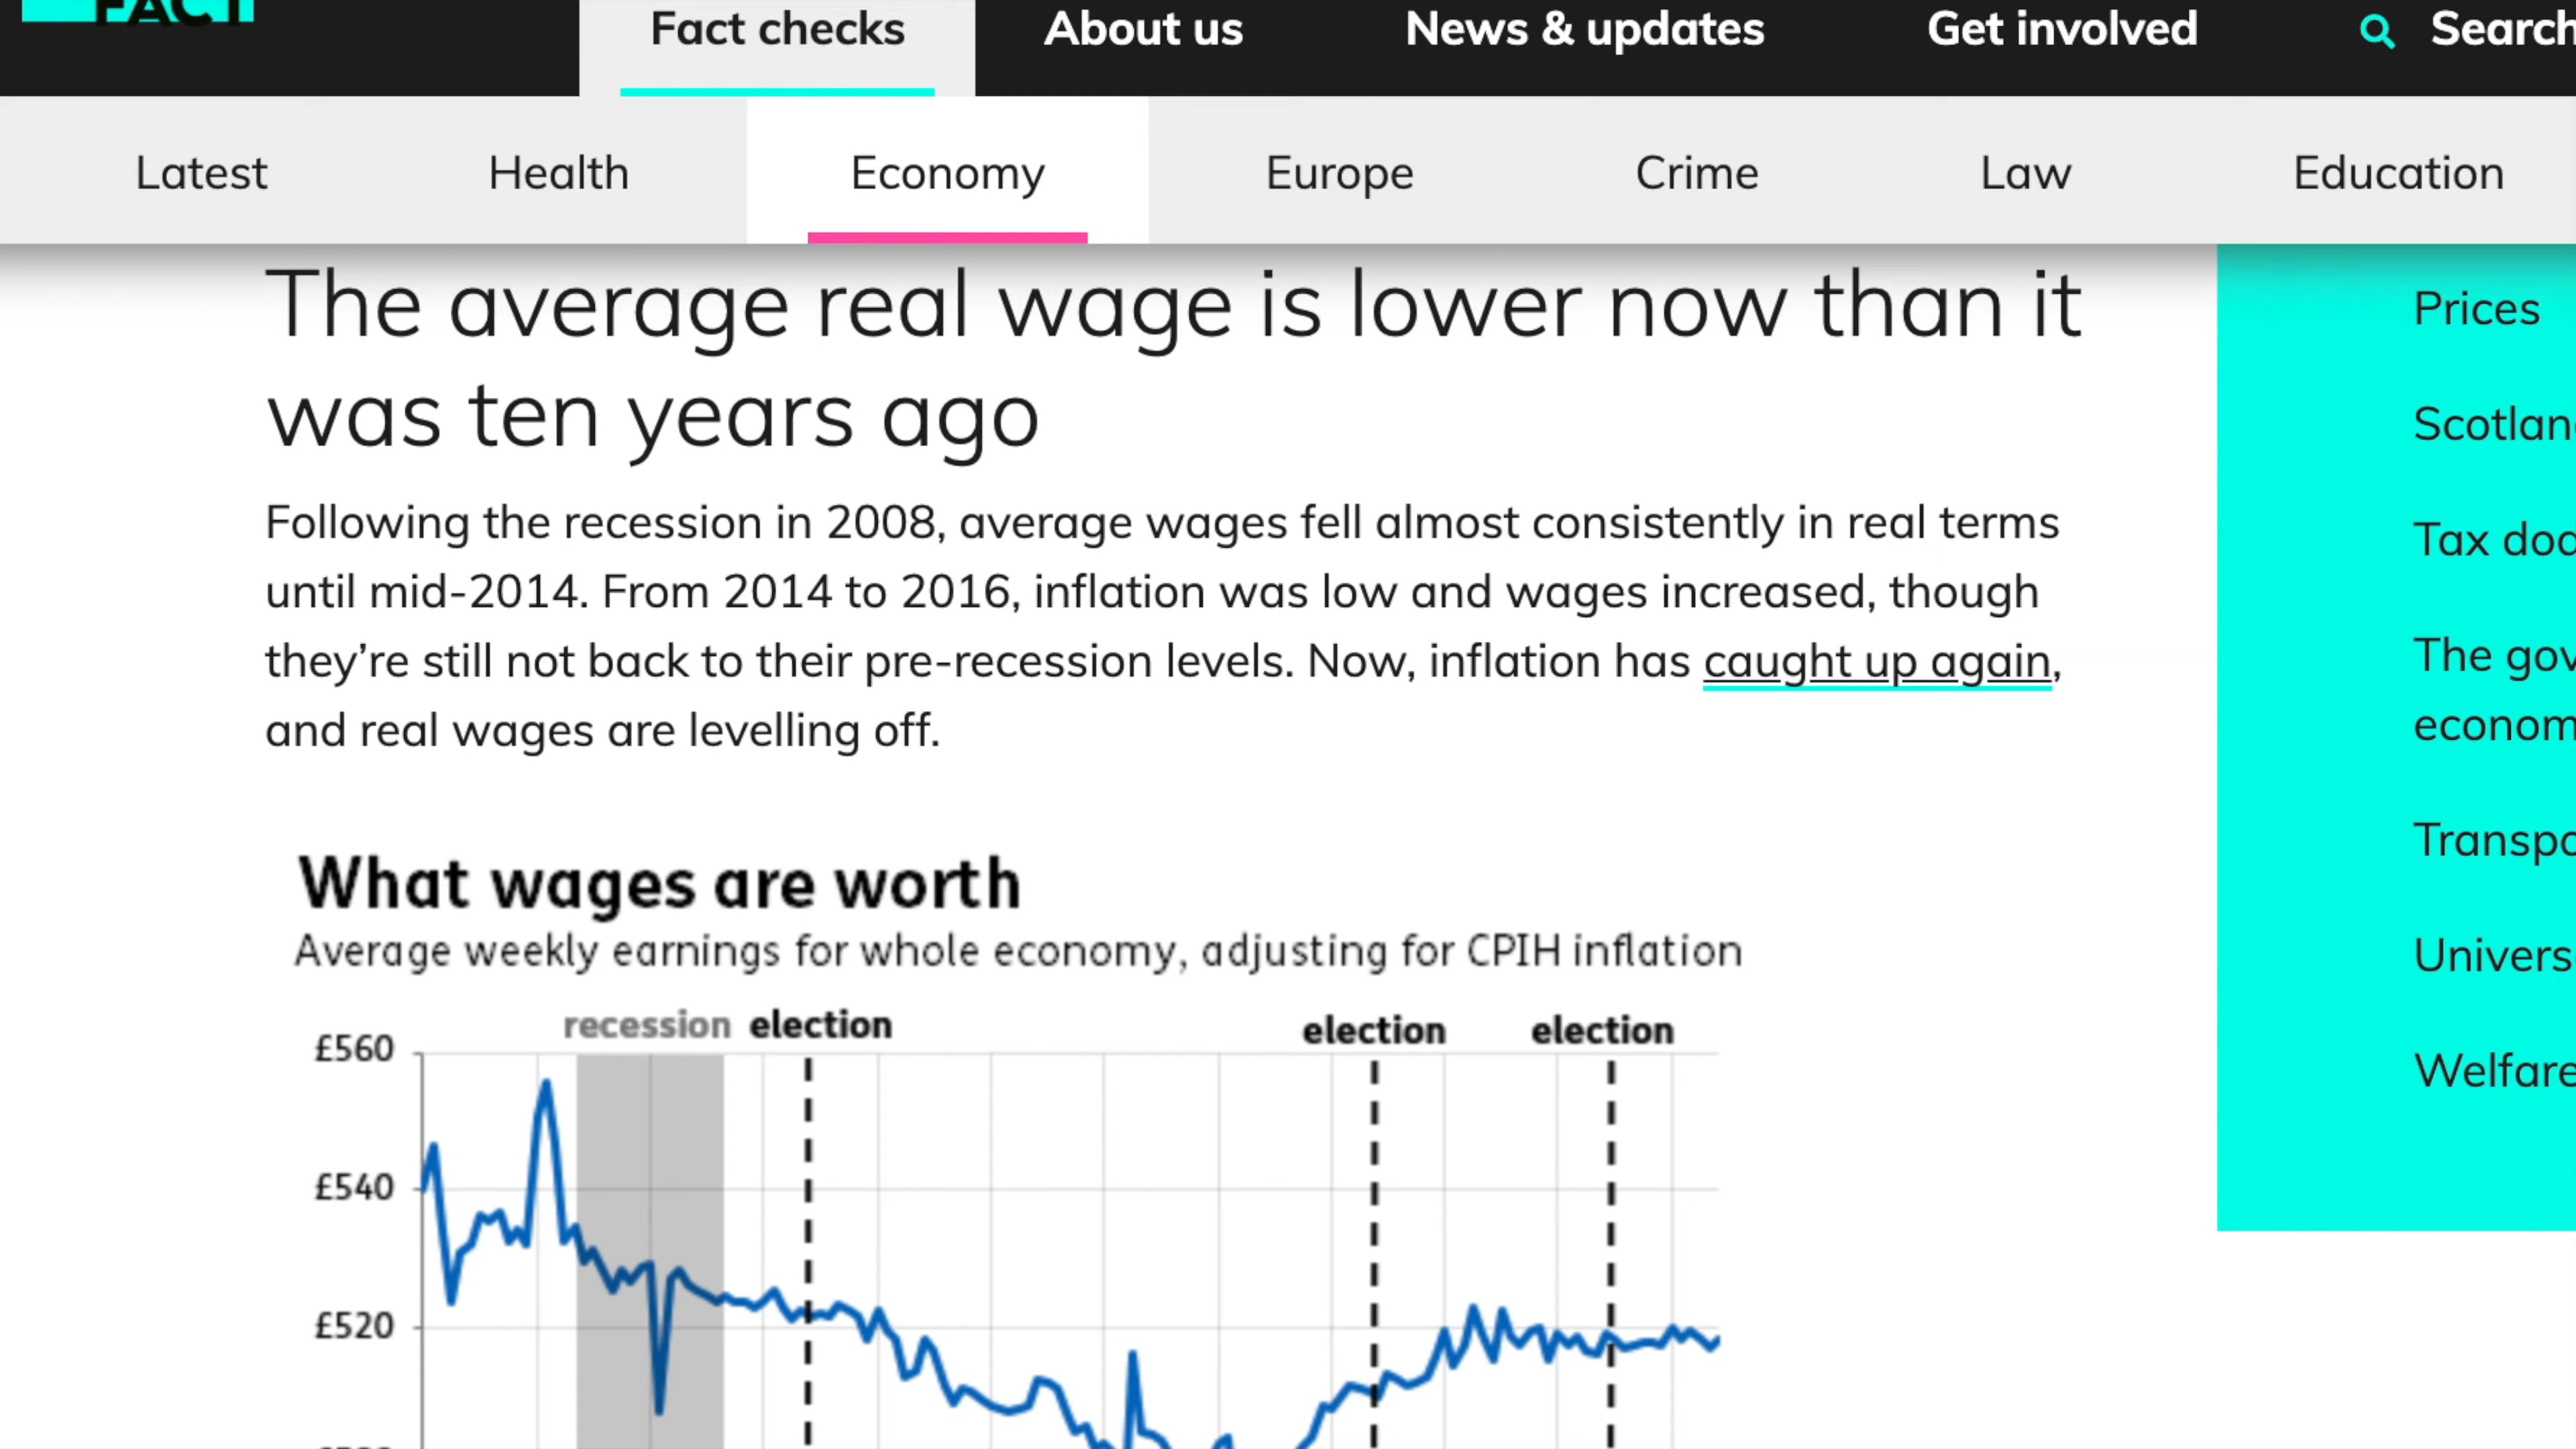 FACT
Fact checks
About us
News & updates
Get involved
Search
Latest
Health
Economy
Europe
Crime
Law
Education
The average real wage is lower now than it
was ten years ago
Following the recession in 2008, average wages fell almost consistently in real terms
until mid-2014. From 2014 to 2016, inflation was low and wages increased, though
they're still not back to their pre-recession levels. Now, inflation has caught up again,
and real wages are levelling off.
What wages are worth
Average weekly earnings for whole economy, adjusting for CPIH inflation
recession
election
election
election
£560
£540
£520
Prices
Scotlan
Tax do
The gov
econom
Transpo
Univers
Welfare